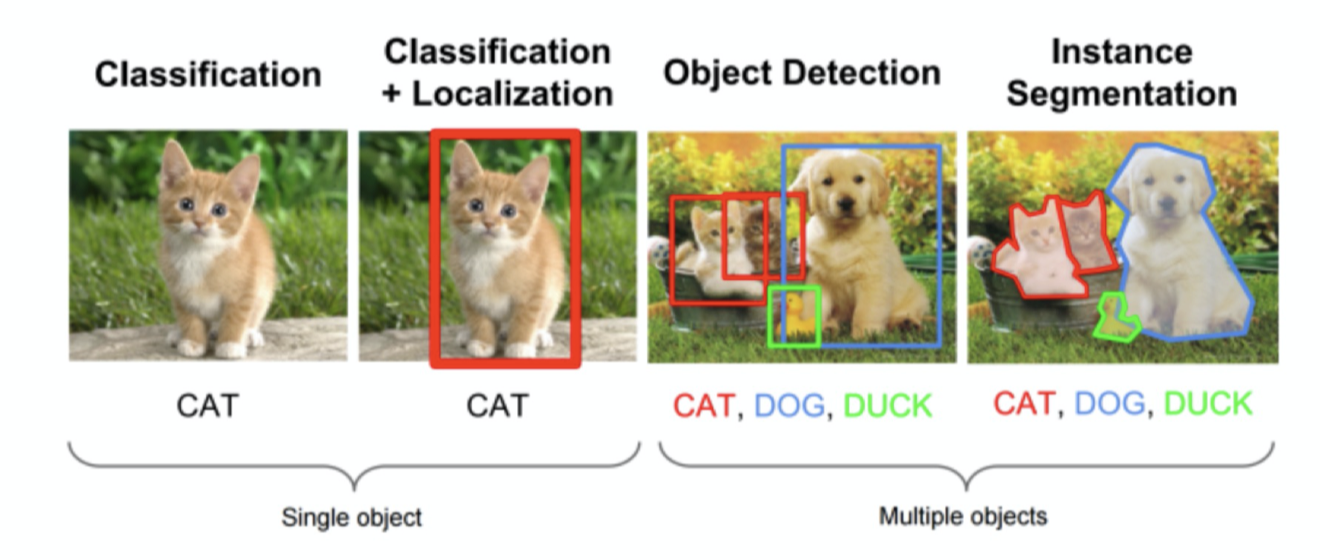 Classification
Classification
+ Localization
Object Detection
Instance
Segmentation
CAT
CAT
CAT, DOG, DUCK
CAT, DOG, DUCK
Single object
Multiple objects